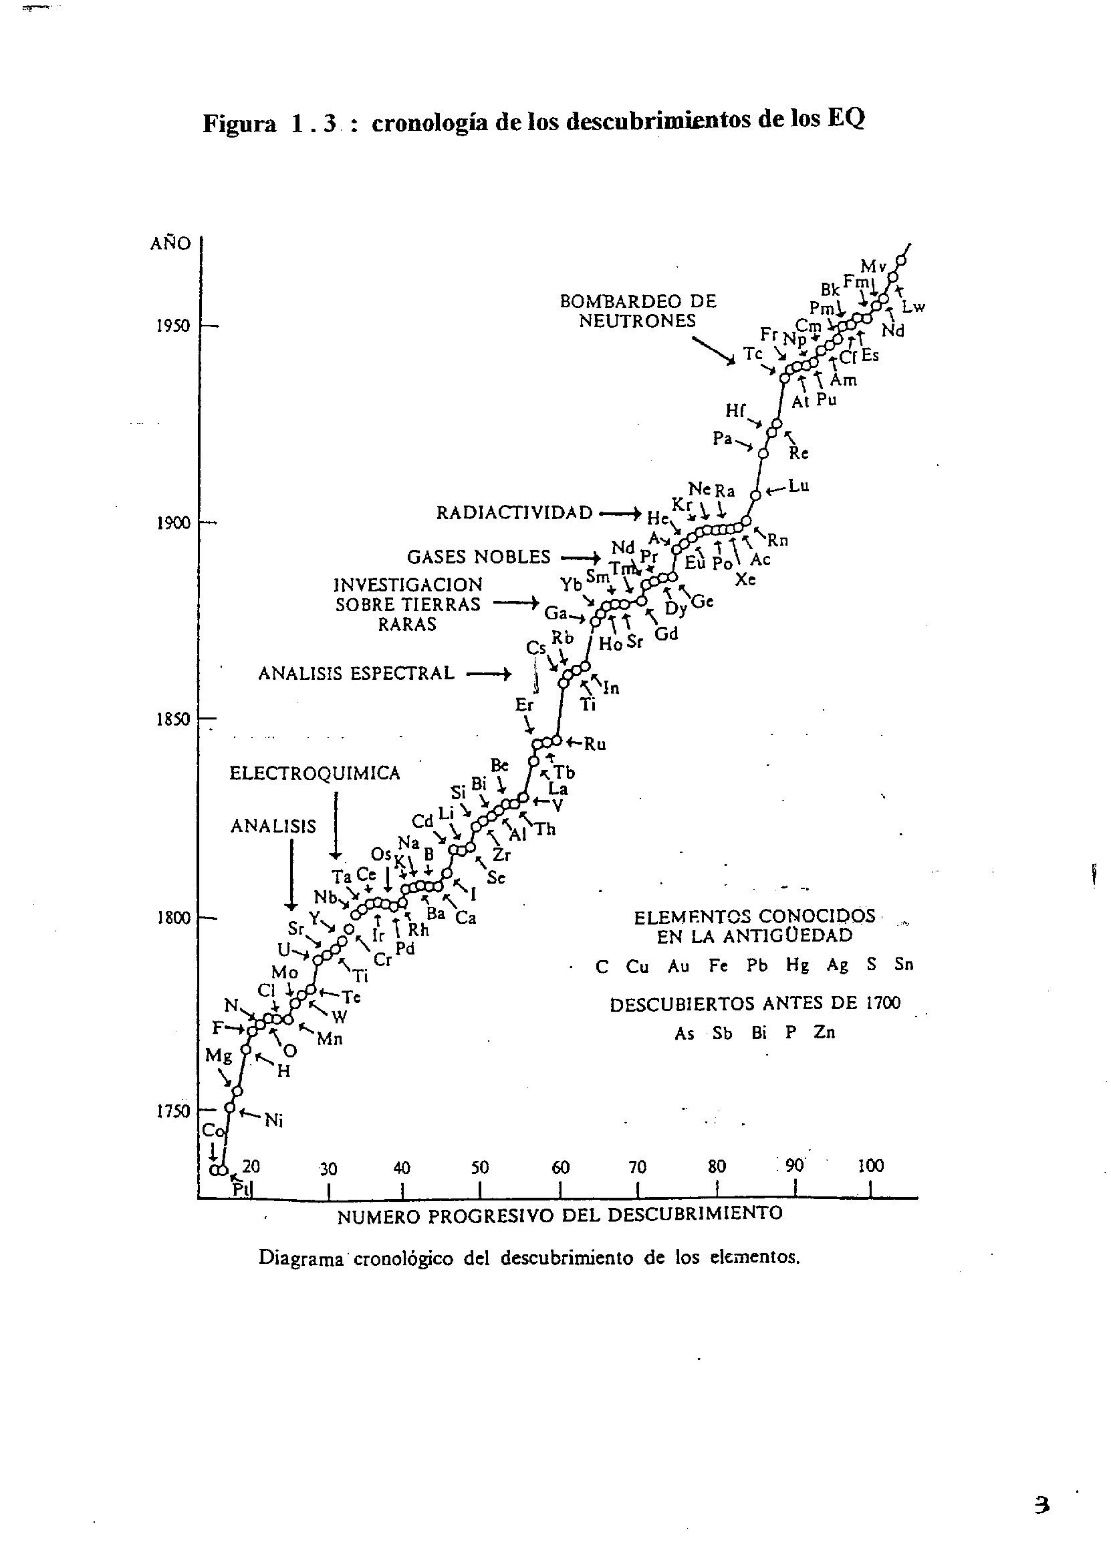 Figura 1 . 3 : cronología de los descubrimientos de los EQ
AÑO
1950
1900
1850
1800
1750
BOMBARDEO DE
NEUTRONES
RADIACTIVIDAD
GASES NOBLES
INVESTIGACION
SOBRE TIERRAS
RARAS
ANALISIS ESPECTRAL
ELECTROQUIMICA
ANALISIS
Mv
Fm
Bk
Lw
Pm
Nd
Cm
Fr
Np
Tc
Cf
Es
Am
At
Pu
Hf
Pa
Re
Lu
Ne
Ra
Kr
He
A
Rn
Nd
Pr
Eu
Po
Ac
Xe
Tm
Sm
Yb
Ga
Dy
Ge
Gd
Ho
Sr
Rb
Cs
In
Ti
Er
Ru
Tb
La
V
Be
Bi
Si
Th
Al
Li
Cd
Zr
Se
Na
B
K
Os
I
Ca
Ba
Ce
Ta
Rh
Nb
Ir
Pd
Y
Cr
Sr
U
Ti
Mo
Te
Cl
W
N
Mn
F
O
Mg
H
Ni
Co
Pt
ELEMENTOS CONOCIDOS
EN LA ANTIGÜEDAD
C Cu Au Fe Pb Hg Ag S Sn
DESCUBIERTOS ANTES DE 1700
As Sb Bi P Zn
20 30 40 50 60 70 80 90 100
NUMERO PROGRESIVO DEL DESCUBRIMIENTO
Diagrama cronológico del descubrimiento de los elementos.
3